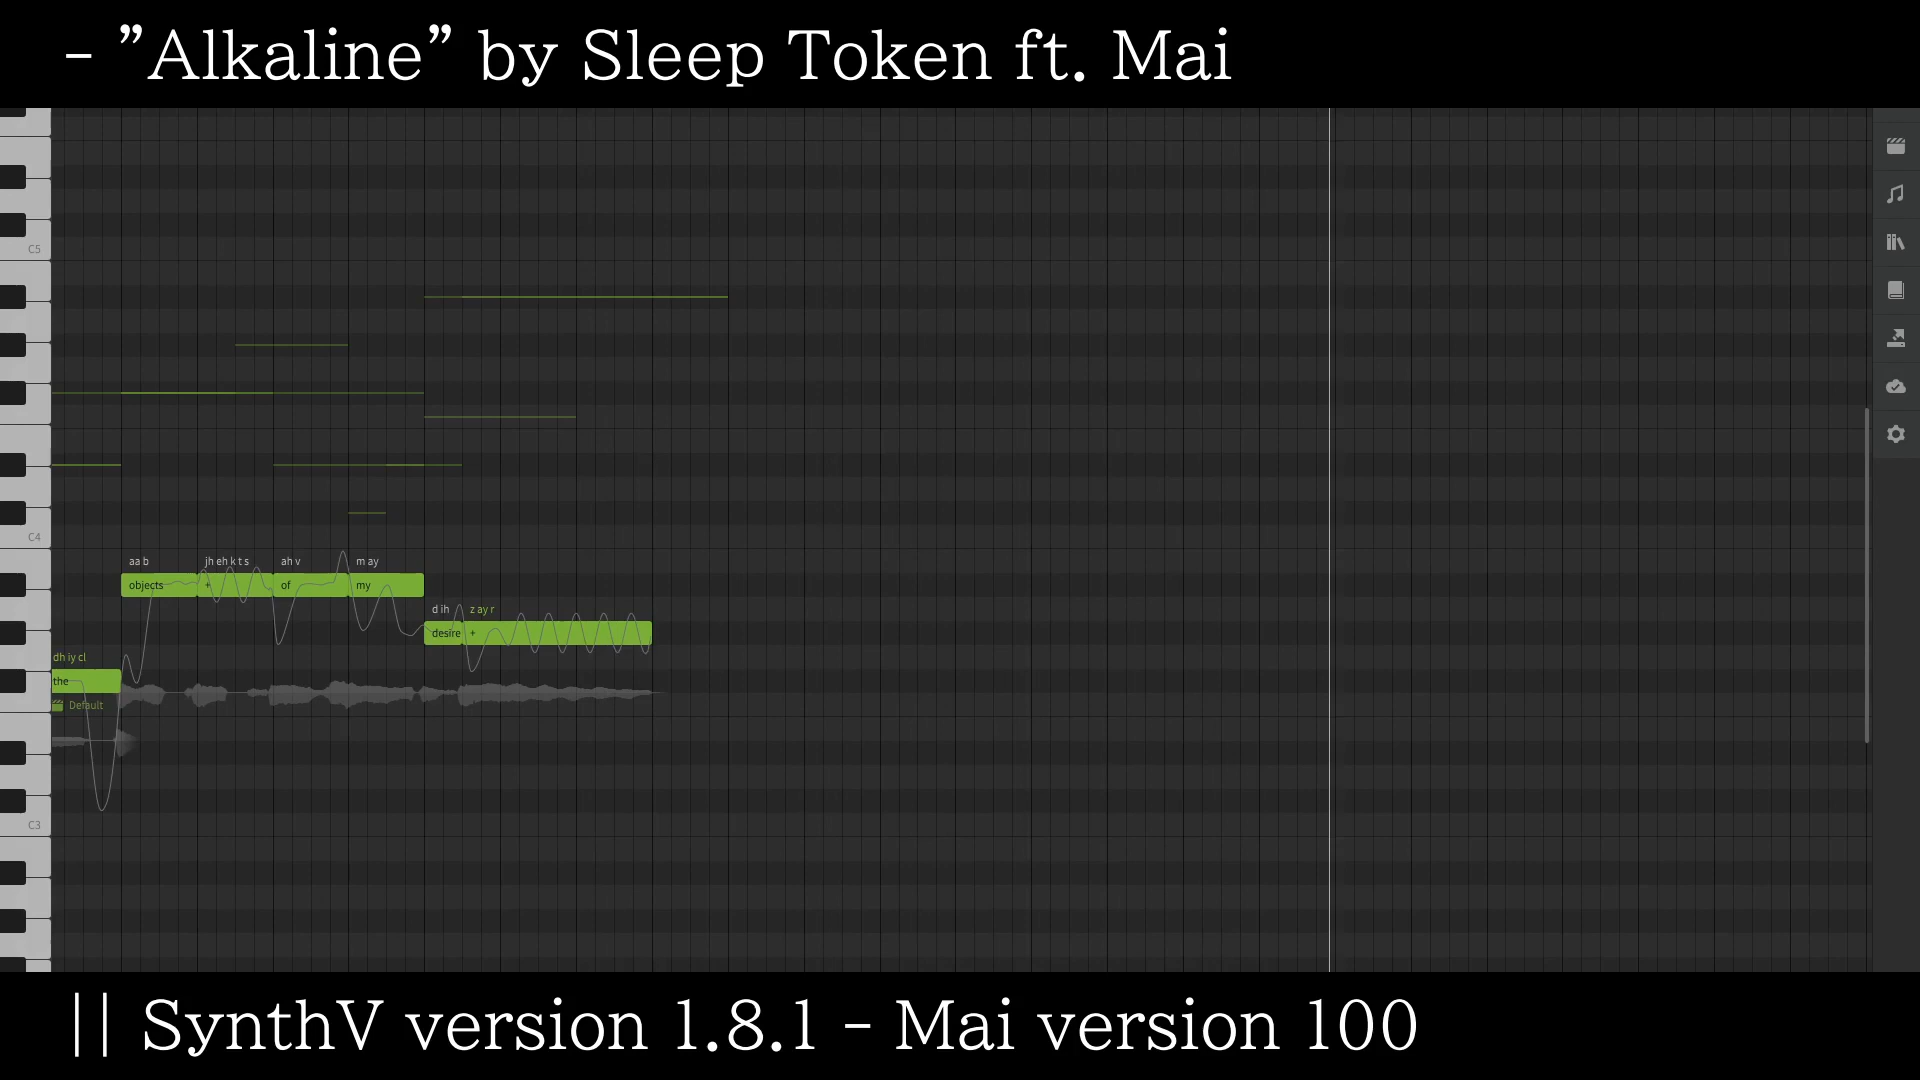 - ”Alkaline” by Sleep Token ft. Mai
C5
C4
aa b jh eh k t s ah v m ay
objects + of my
d ih z ay r
desire +
dh iy cl
the
Default
C3
|| SynthV version 1.8.1 - Mai version 100